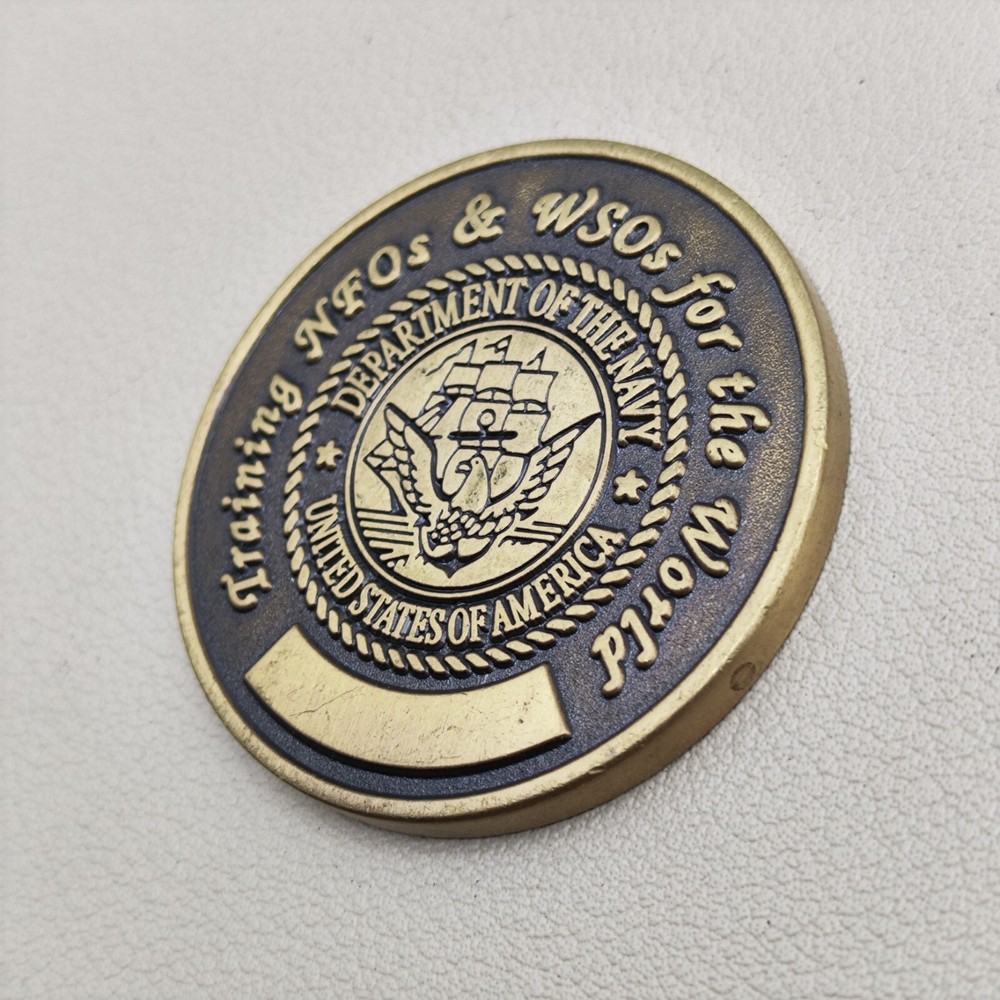 Training NFOs & WSOs for the World
DEPARTMENT OF THE NAVY
UNITED STATES OF AMERICA